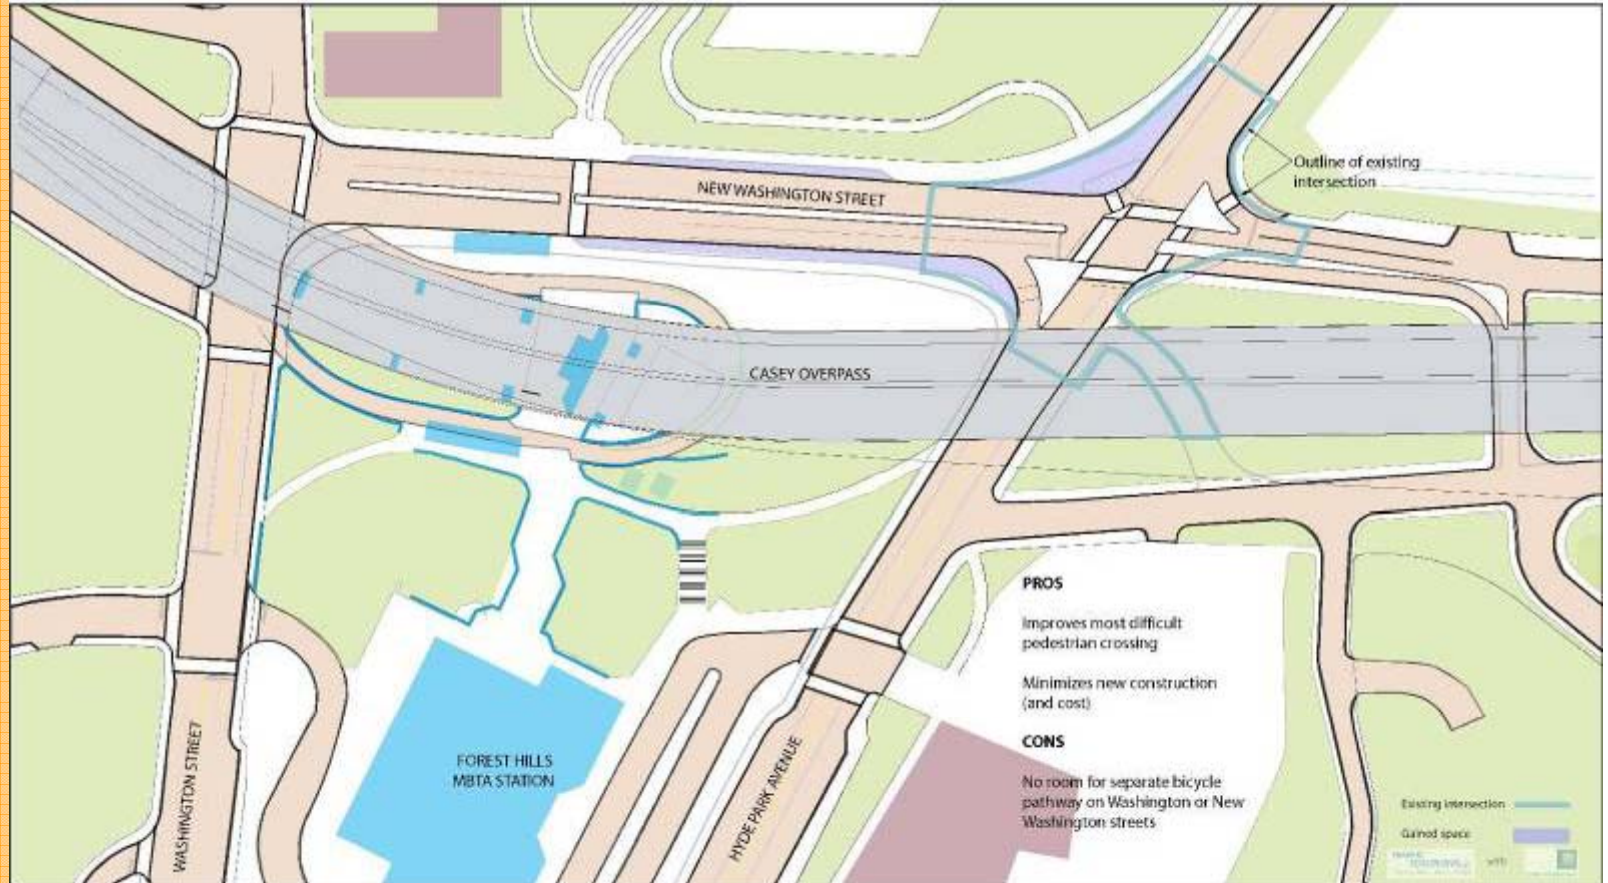 NEW WASHINGTON STREET
Outline of existing
intersection
CASEY OVERPASS
PROS
Improves most difficult
pedestrian crossing
Minimizes new construction
(and cost)
CONS
No room for separate bicycle
pathway on Washington or New
Washington streets
FOREST HILLS
MBTA STATION
WASHINGTON STREET
HYDE PARK AVENUE
Existing intersection
Gained space
with